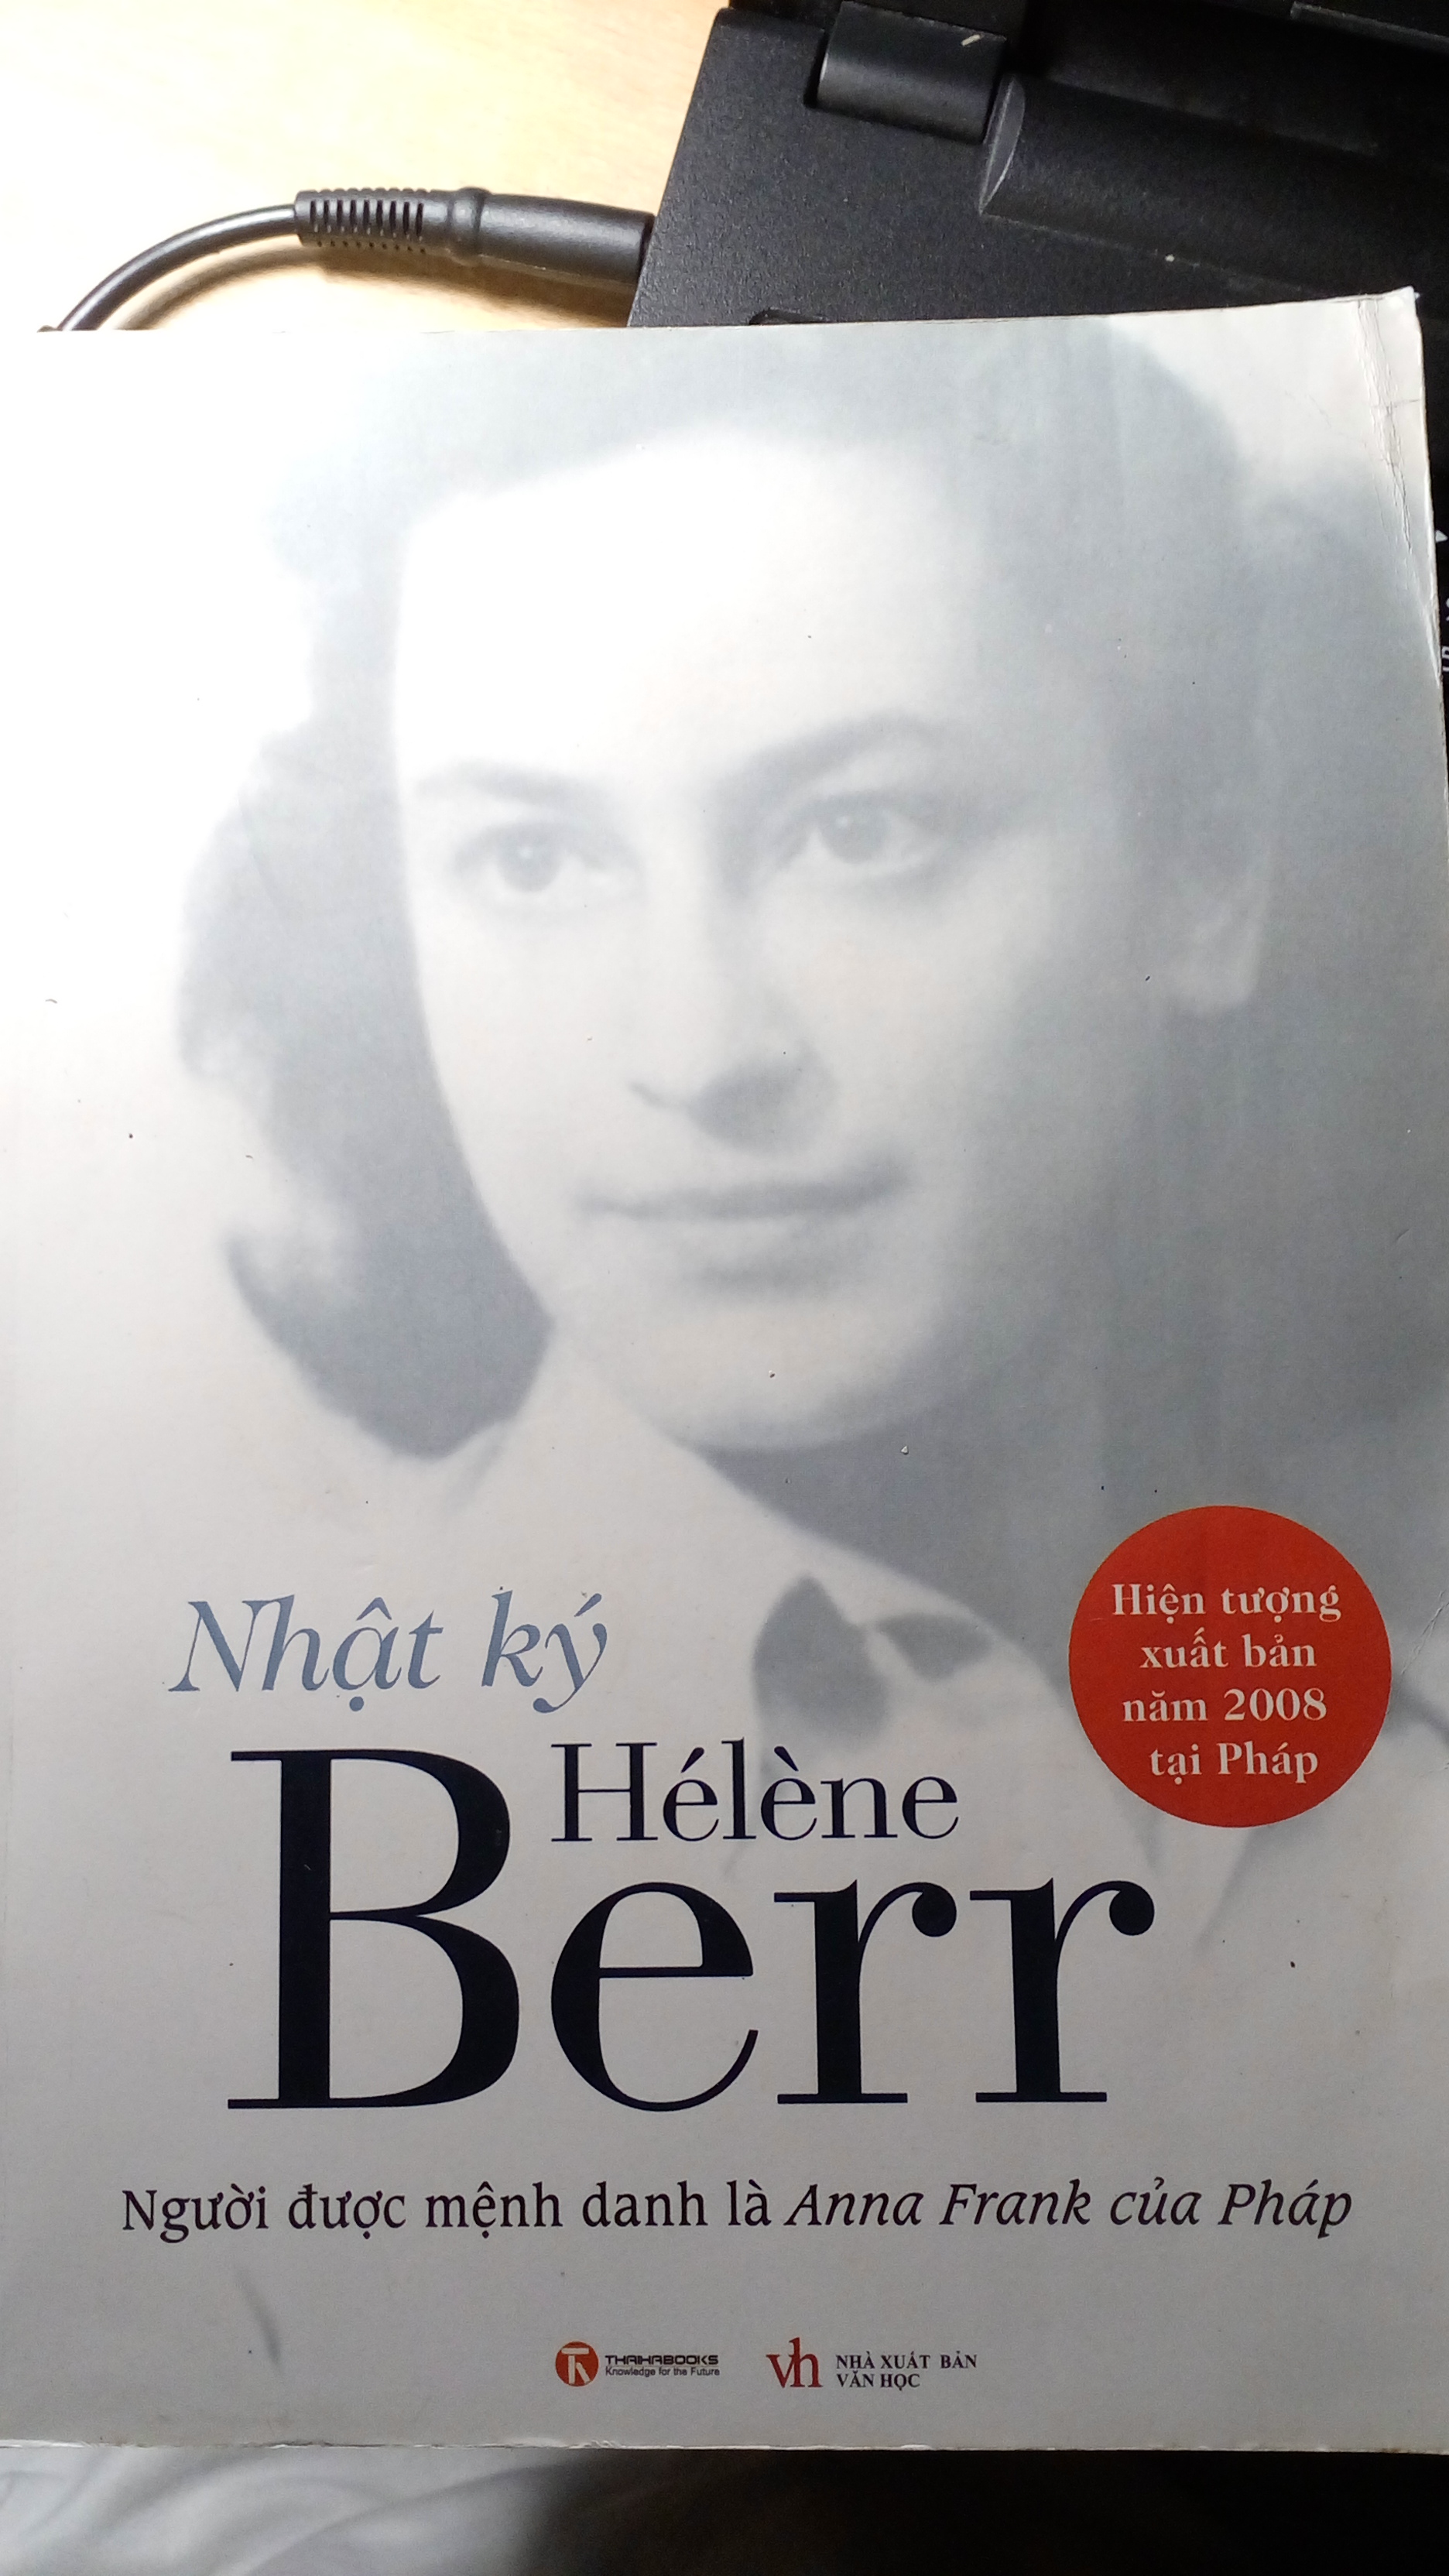 Nhật ký
Hélène
Berr
Hiện tượng
xuất bản
năm 2008
tại Pháp
Người được mệnh danh là Anna Frank của Pháp
THAIHABOOKS
Knowledge for the Future
vh
NHÀ XUẤT BẢN
VĂN HỌC